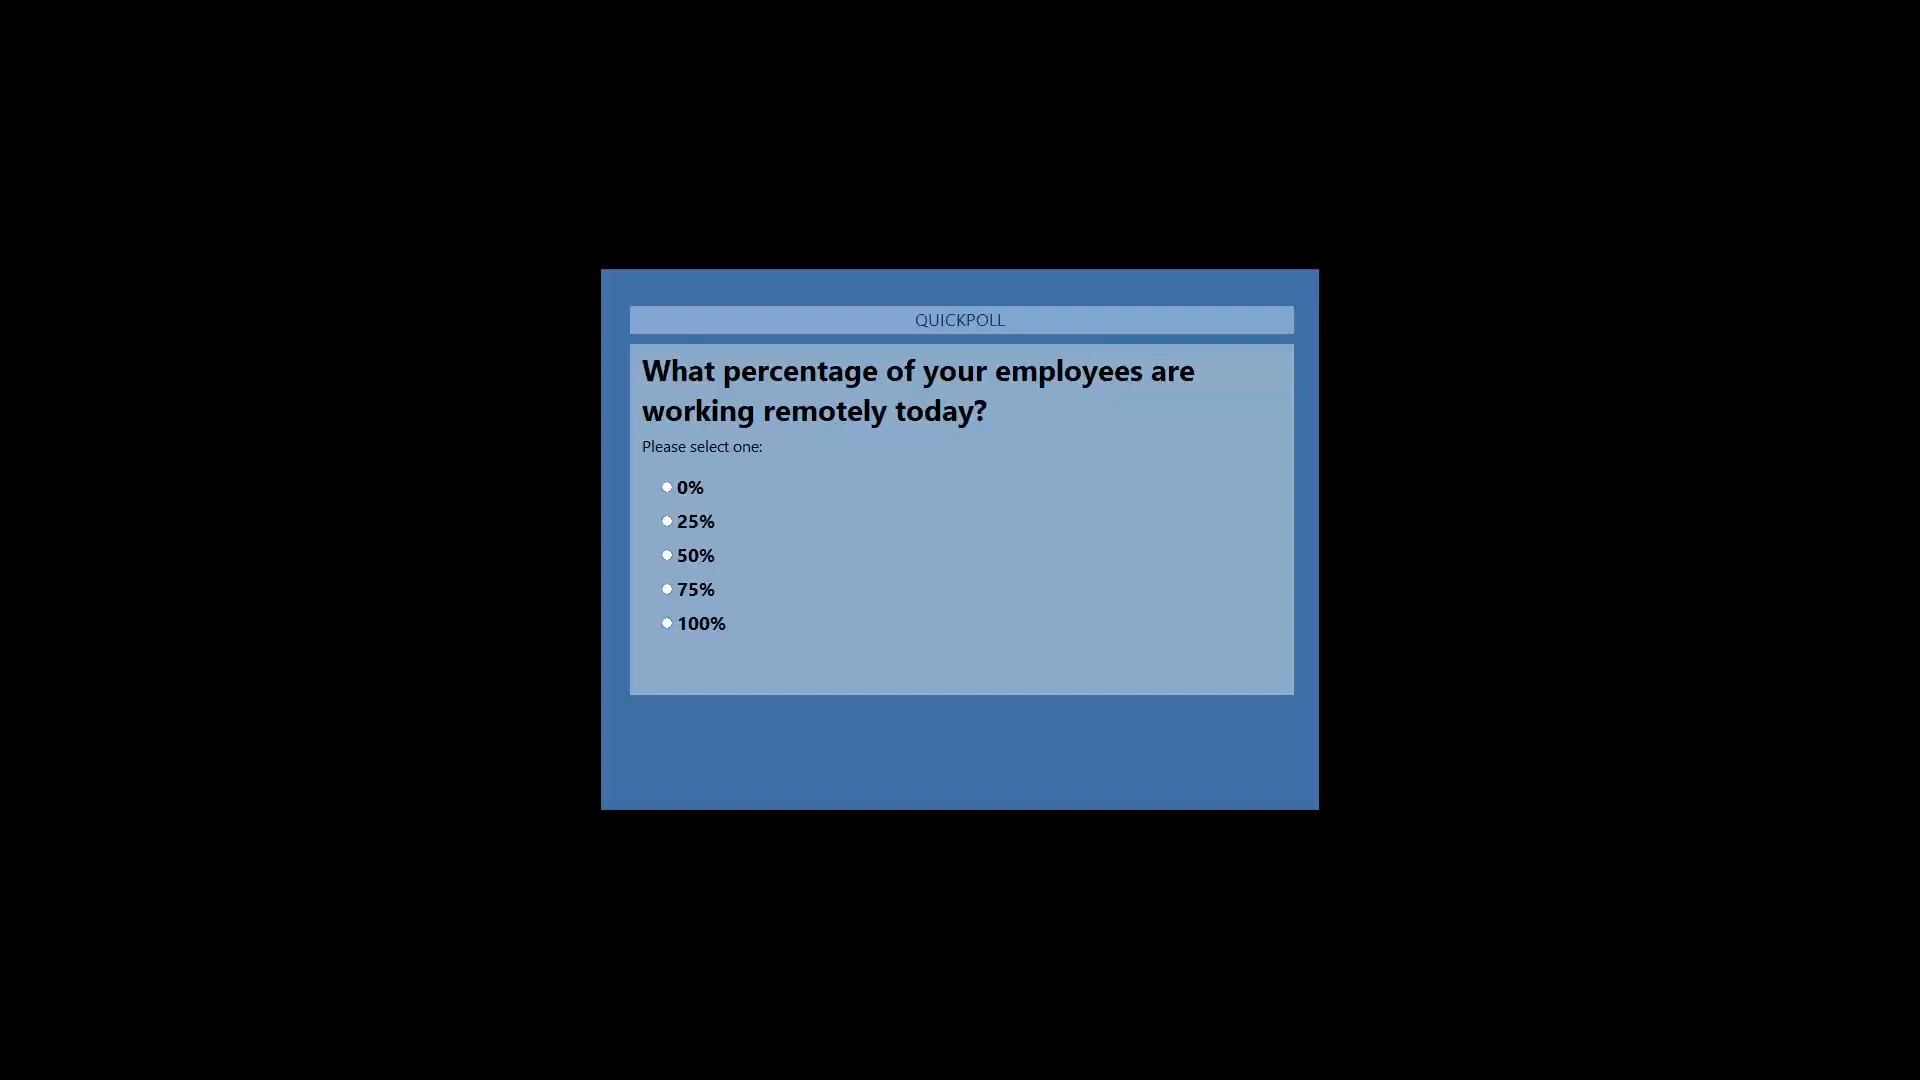 QUICKPOLL
What percentage of your employees are
working remotely today?
Please select one:
0%
25%
50%
75%
100%